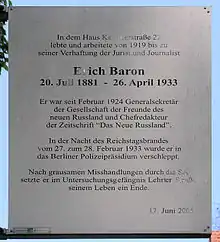 In dem Haus
lebte und arbeitete von 1919 bis zu
seiner Verhaftung der Jurist und Journalist
Erich Baron
20. Juli 1881 - 26. April 1933
Er war seit Februar 1924 Generalsekretär
der Gesellschaft der Freunde des
neuen Russland und Chefredakteur
der Zeitschrift "Das Neue Russland".
In der Nacht des Reichstagsbrandes
vom 27. zum 28. Februar 1933 wurde er in
das Berliner Polizeipräsidium verschleppt.
Nach grausamen Misshandlungen durch die SA
setzte er im Untersuchungsgefängnis Lehrter
seinem Leben ein Ende.
Juni 2005